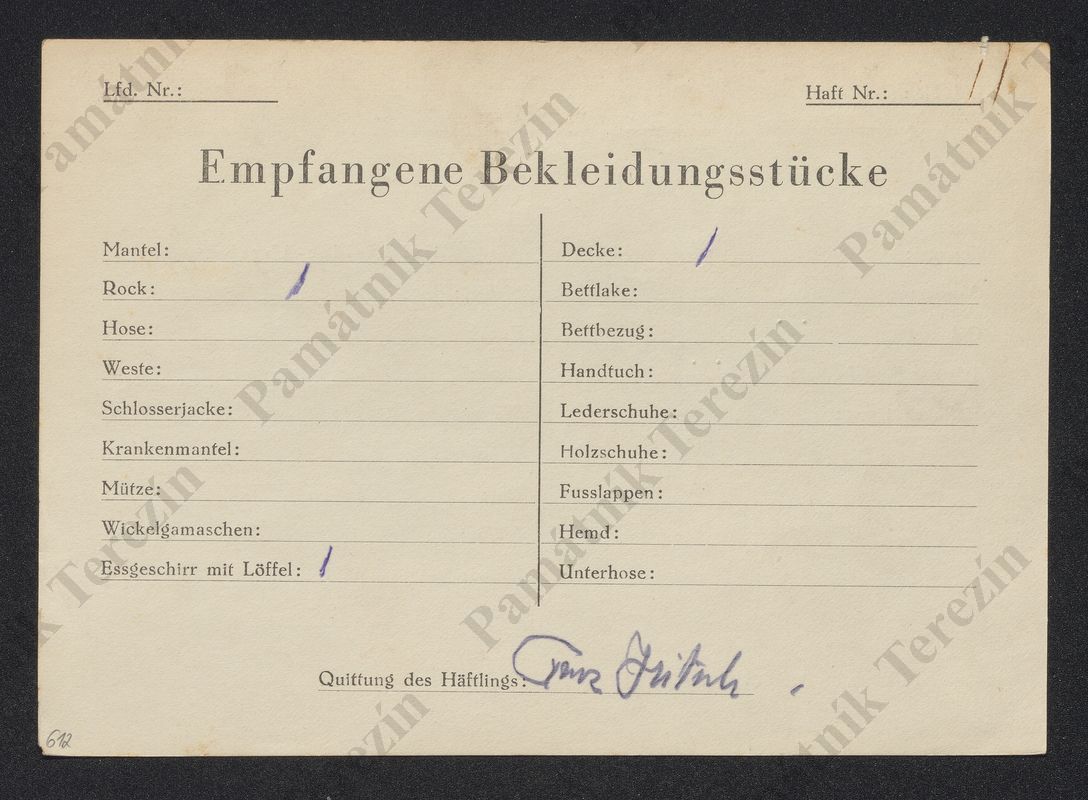 Lfd. Nr.:
Haft Nr.:
Empfangene Bekleidungsstücke
Mantel:
Rock: 1
Hose:
Weste:
Schlosserjacke:
Krankenmantel:
Mütze:
Wickelgamaschen:
Essgeschirr mit Löffel: 1
Decke: 1
Bettlake:
Bettbezug:
Handtuch:
Lederschuhe:
Holzschuhe:
Fusslappen:
Hemd:
Unterhose:
Quittung des Häftlings:
612
Památník Terezín